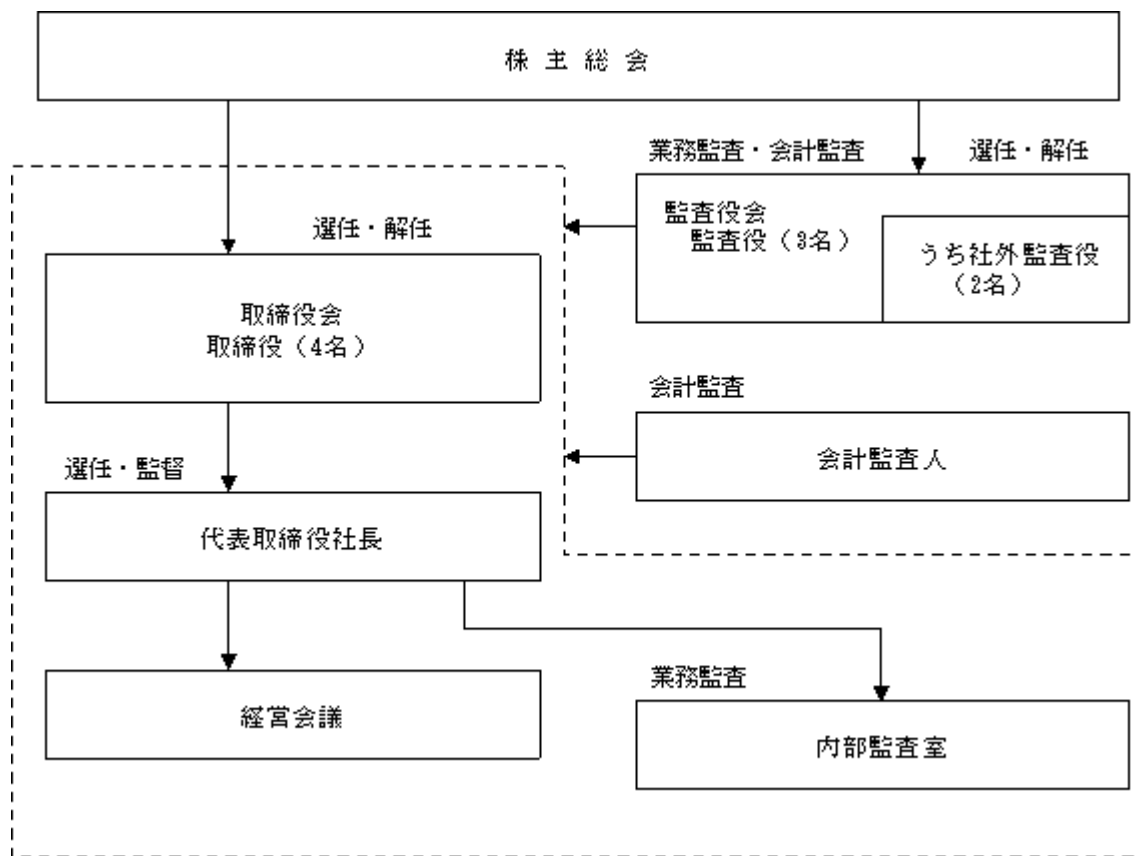 株 主 総 会
業務監査・会計監査
選任・解任
監査役会
監査役（3名）
うち社外監査役
（2名）
選任・解任
取締役会
取締役（4名）
会計監査
会計監査人
選任・監督
代表取締役社長
業務監査
経営会議
内部監査室